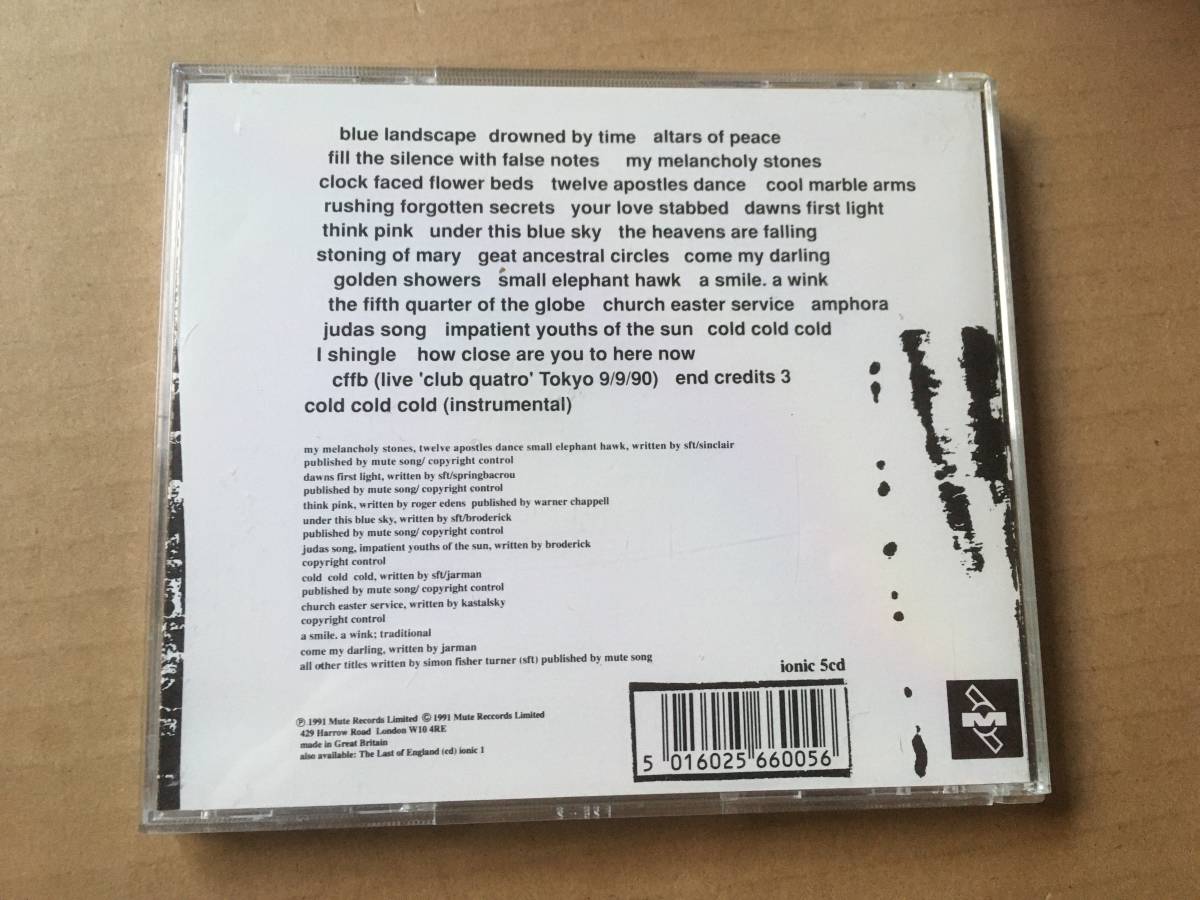 blue landscape drowned by time altars of peace
fill the silence with false notes my melancholy stones
clock faced flower beds twelve apostles dance cool marble arms
rushing forgotten secrets your love stabbed dawns first light
think pink under this blue sky the heavens are falling
stoning of mary geat ancestral circles come my darling
golden showers small elephant hawk a smile. a wink
the fifth quarter of the globe church easter service amphora
judas song impatient youths of the sun cold cold cold
I shingle how close are you to here now
cffb (live 'club quatro' Tokyo 9/9/90) end credits 3
cold cold cold (instrumental)
my melancholy stones, twelve apostles dance small elephant hawk, written by sft/sinclair
published by mute song/ copyright control
dawns first light, written by sft/springbacrou
published by mute song/ copyright control
think pink, written by roger edens published by warner chappell
under this blue sky, written by sft/broderick
published by mute song/ copyright control
judas song, impatient youths of the sun, written by broderick
copyright control
cold cold cold, written by sft/jarman
published by mute song/ copyright control
church easter service, written by kastalsky
copyright control
a smile. a wink; traditional
come my darling, written by jarman
all other titles written by simon fisher turner (sft) published by mute song
ionic 5cd
℗ 1991 Mute Records Limited © 1991 Mute Reccords Limited
429 Harrow Road London W10 4RE
made in Great Britain
also available: The Last of England (cd) ionic 1
5 016025 660056
M